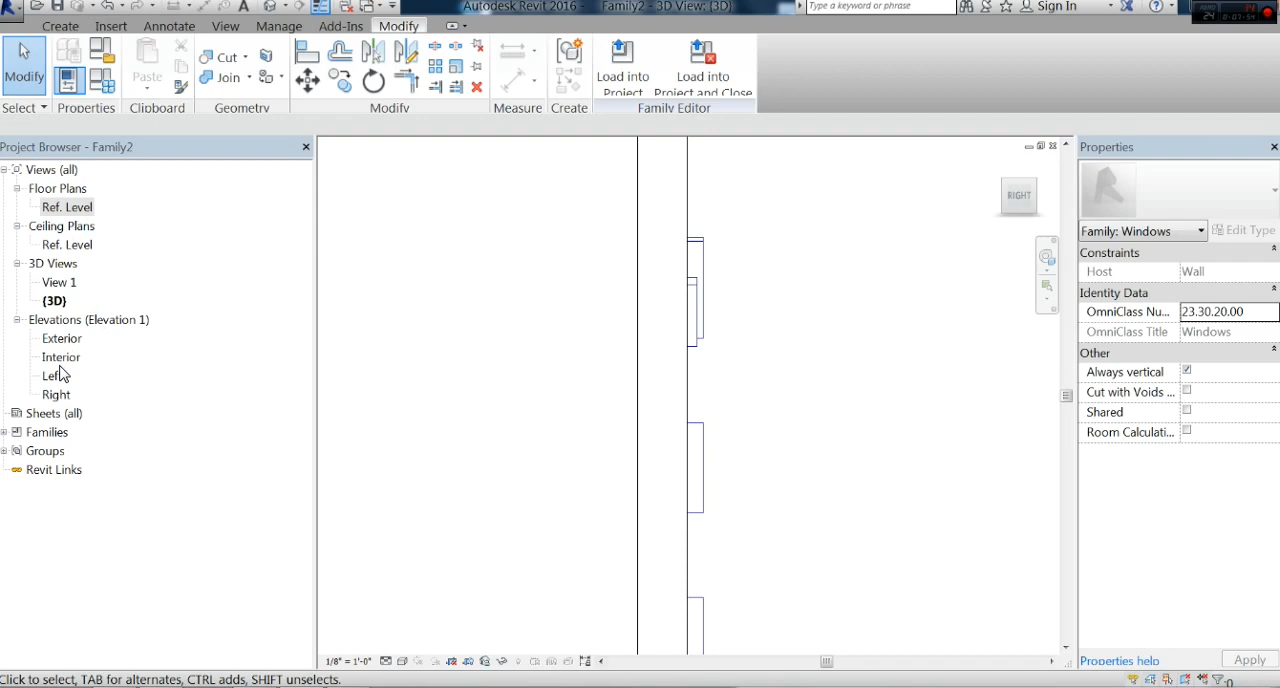 Autodesk Revit 2016 - Family2 - 3D View: {3D}
Type a keyword or phrase
Sign In
Create Insert Annotate View Manage Add-Ins Modify
Modify Paste Cut Join Load into Project Load into Project and Close
Select Properties Clipboard Geometry Modify Measure Create Family Editor
Project Browser - Family2
Views (all)
Floor Plans
Ref. Level
Ceiling Plans
Ref. Level
3D Views
View 1
{3D}
Elevations (Elevation 1)
Exterior
Interior
Left
Right
Sheets (all)
Families
Groups
Revit Links
RIGHT
Properties
Family: Windows Edit Type
Constraints
Host Wall
Identity Data
OmniClass Nu... 23.30.20.00
OmniClass Title Windows
Other
Always vertical
Cut with Voids ...
Shared
Room Calculati...
1/8" = 1'-0"
Properties help Apply
Click to select, TAB for alternates, CTRL adds, SHIFT unselects.
:0